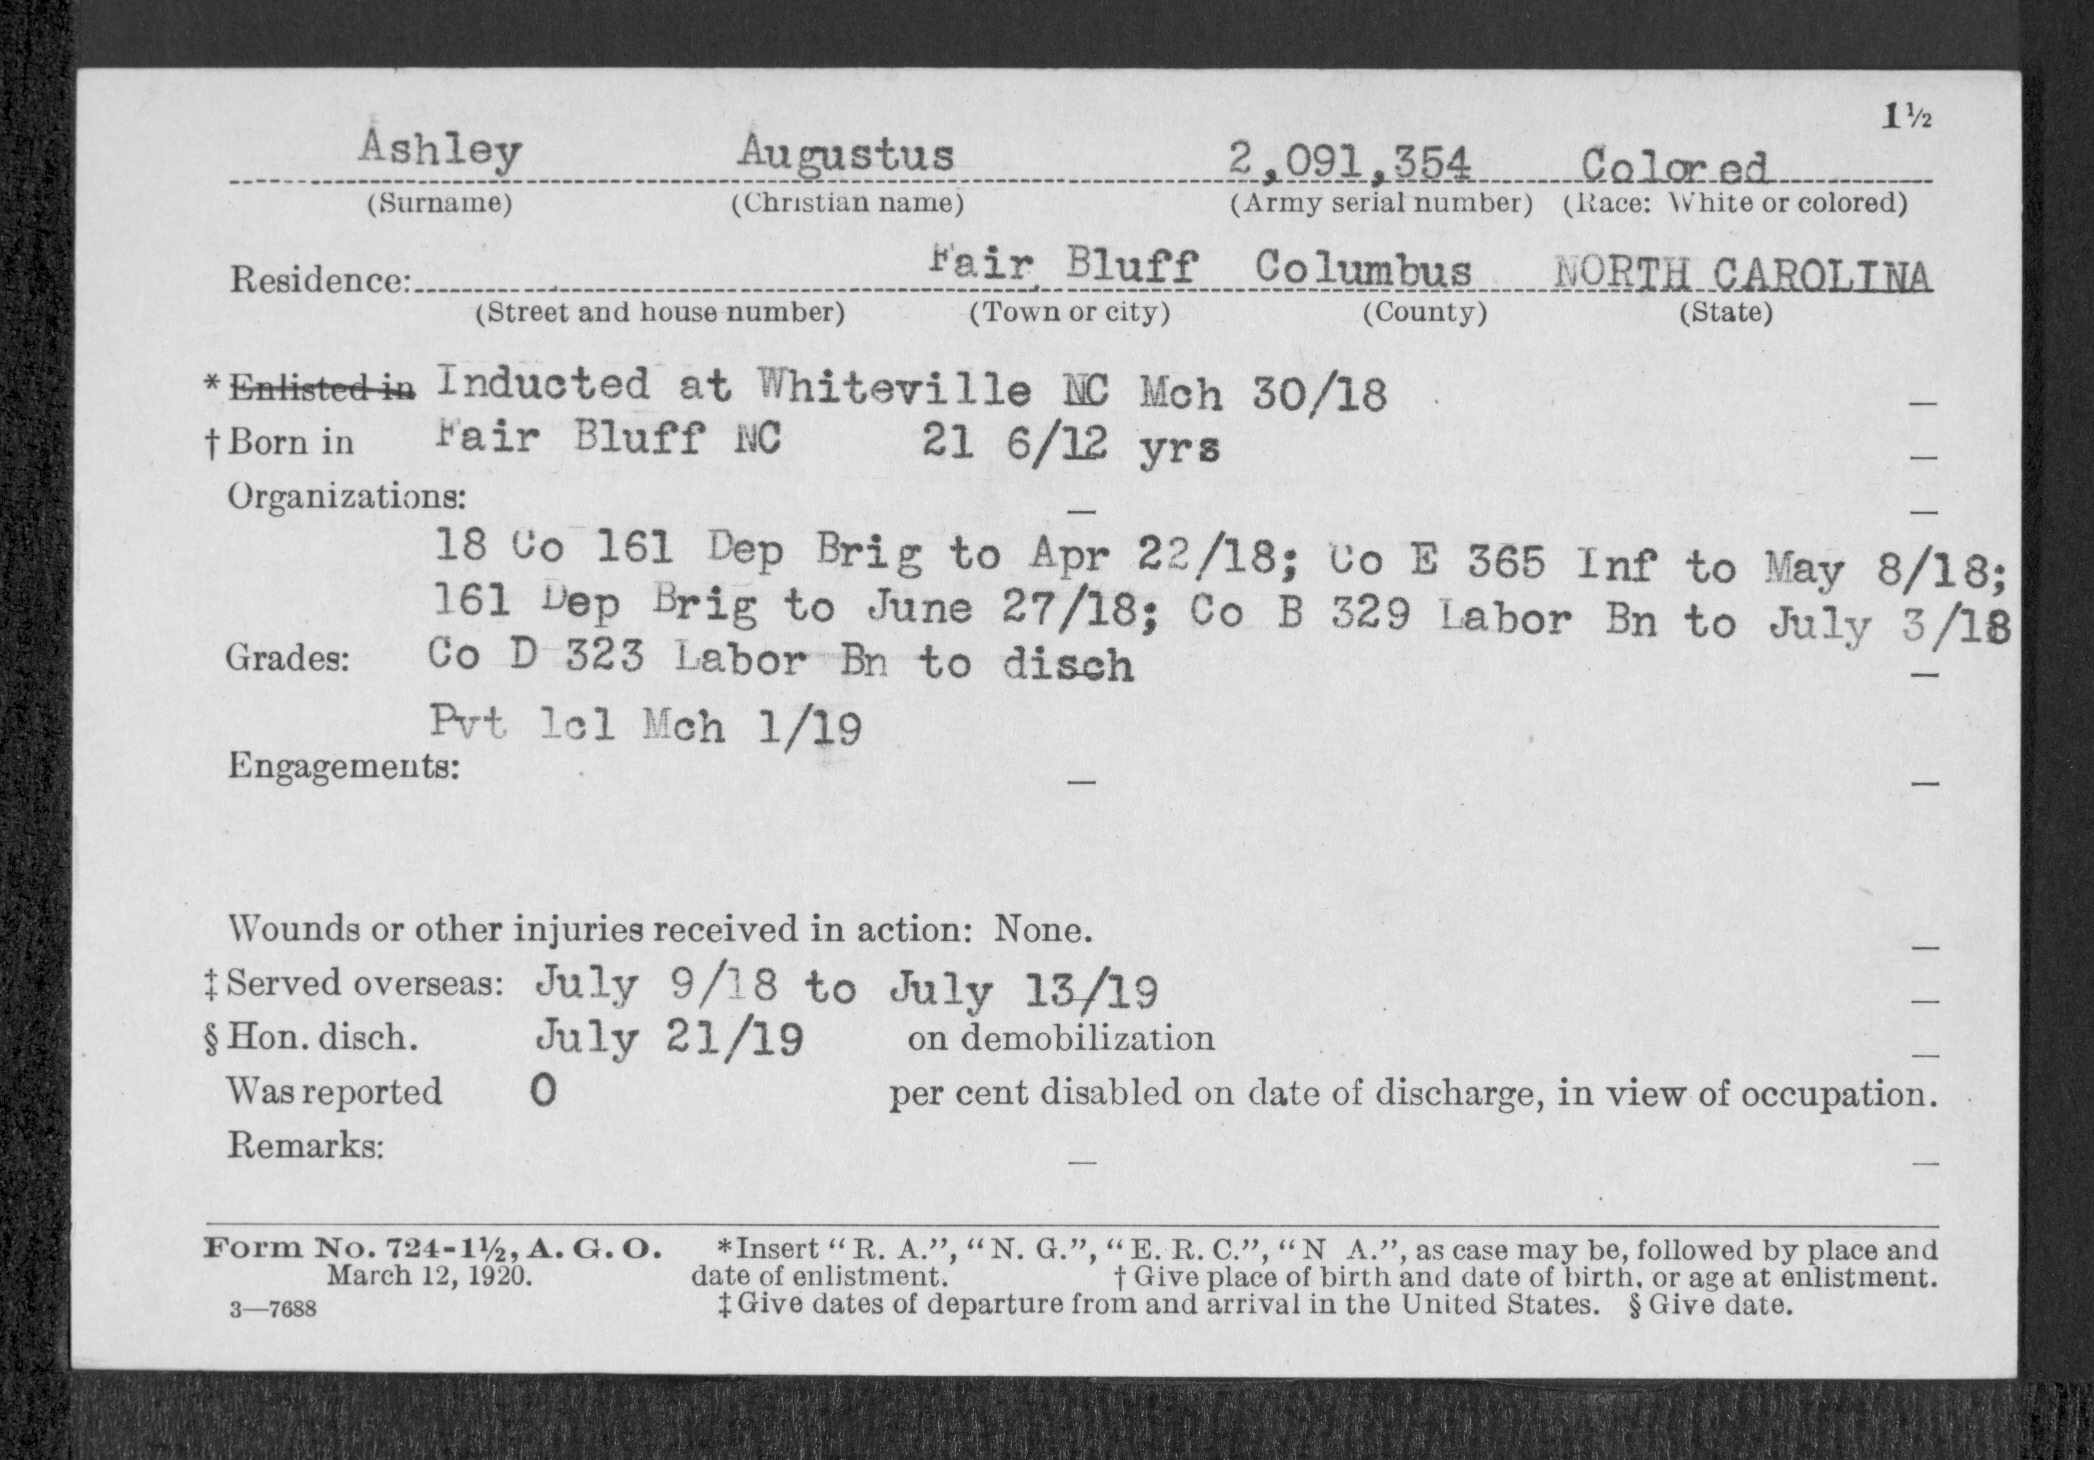 1½
Ashley Augustus 2,091,354 Colored
(Surname) (Christian name) (Army serial number) (Race: White or colored)
Residence: Fair Bluff Columbus NORTH CAROLINA
(Street and house number) (Town or city) (County) (State)
* Enlisted in Inducted at Whiteville NC Mch 30/18 —
† Born in Fair Bluff NC 21 6/12 yrs —
Organizations: — —
18 Co 161 Dep Brig to Apr 22/18; Co E 365 Inf to May 8/18;
161 Dep Brig to June 27/18; Co B 329 Labor Bn to July 3/18
Grades: Co D 323 Labor Bn to disch —
Pvt 1cl Mch 1/19
Engagements: — —
Wounds or other injuries received in action: None. —
‡ Served overseas: July 9/18 to July 13/19 —
§ Hon. disch. July 21/19 on demobilization —
Was reported 0 per cent disabled on date of discharge, in view of occupation.
Remarks: — —
Form No. 724-1½, A. G. O. *Insert “R. A.”, “N. G.”, “E. R. C.”, “N A.”, as case may be, followed by place and
March 12, 1920. date of enlistment. † Give place of birth and date of birth, or age at enlistment.
3—7688 ‡ Give dates of departure from and arrival in the United States. § Give date.